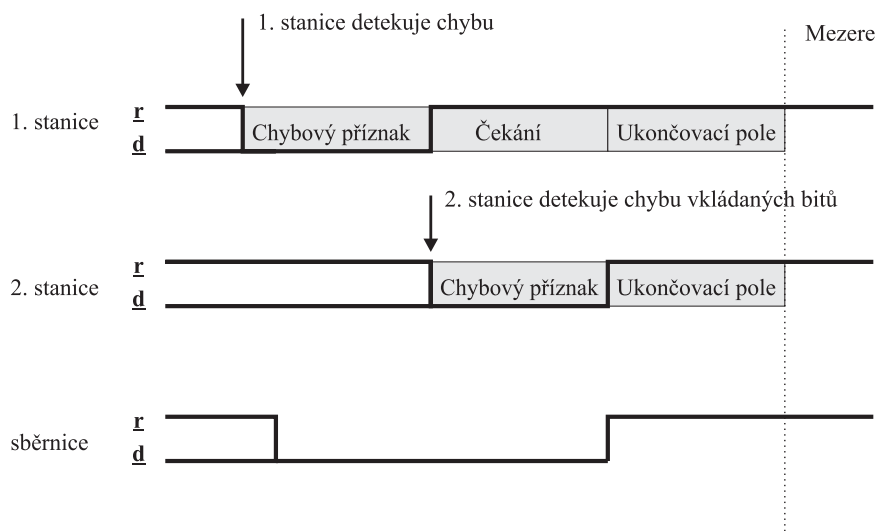 1. stanice detekuje chybu
Mezere
1. stanice
r
d
Chybový příznak
Čekání
Ukončovací pole
2. stanice detekuje chybu vkládaných bitů
2. stanice
r
d
Chybový příznak
Ukončovací pole
sběrnice
r
d